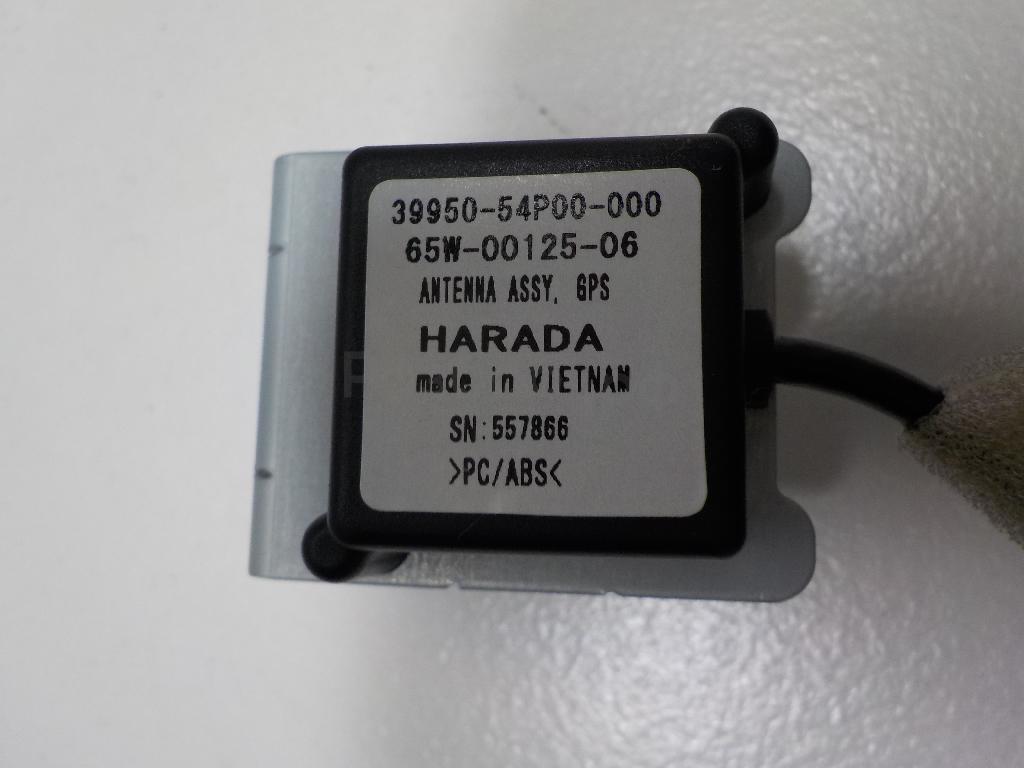 39950-54P00-000
65W-00125-06
ANTENNA ASSY, GPS
HARADA
made in VIETNAM
SN:557866
>PC/ABS<